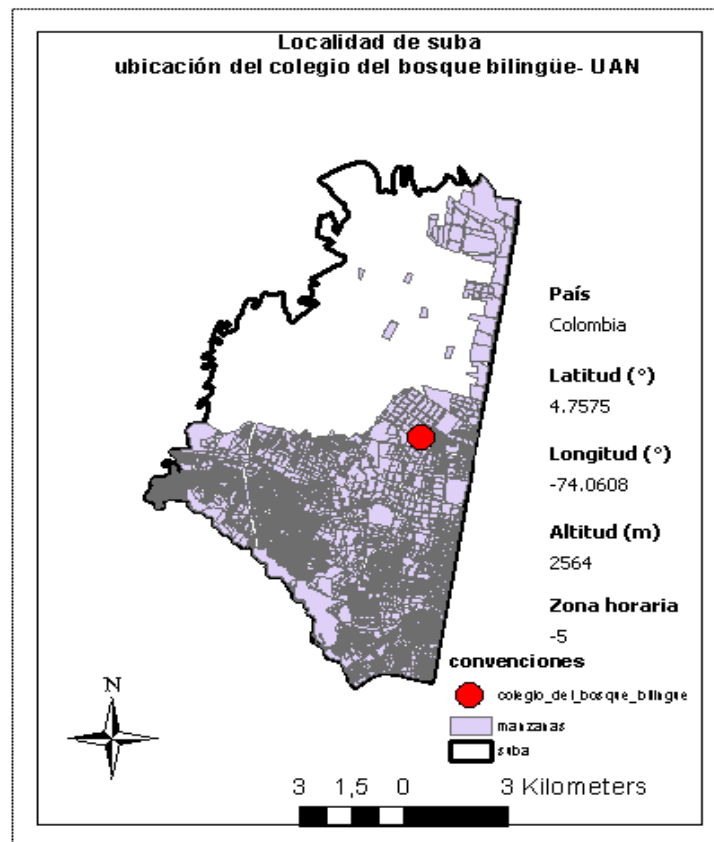 Localidad de suba
ubicación del colegio del bosque bilingüe- UAN
País
Colombia
Latitud (°)
4.7575
Longitud (°)
-74.0608
Altitud (m)
2564
Zona horaria
-5
convenciones
colegio_del_bosque_bilingue
manzanas
suba
N
3 1,5 0 3 Kilometers